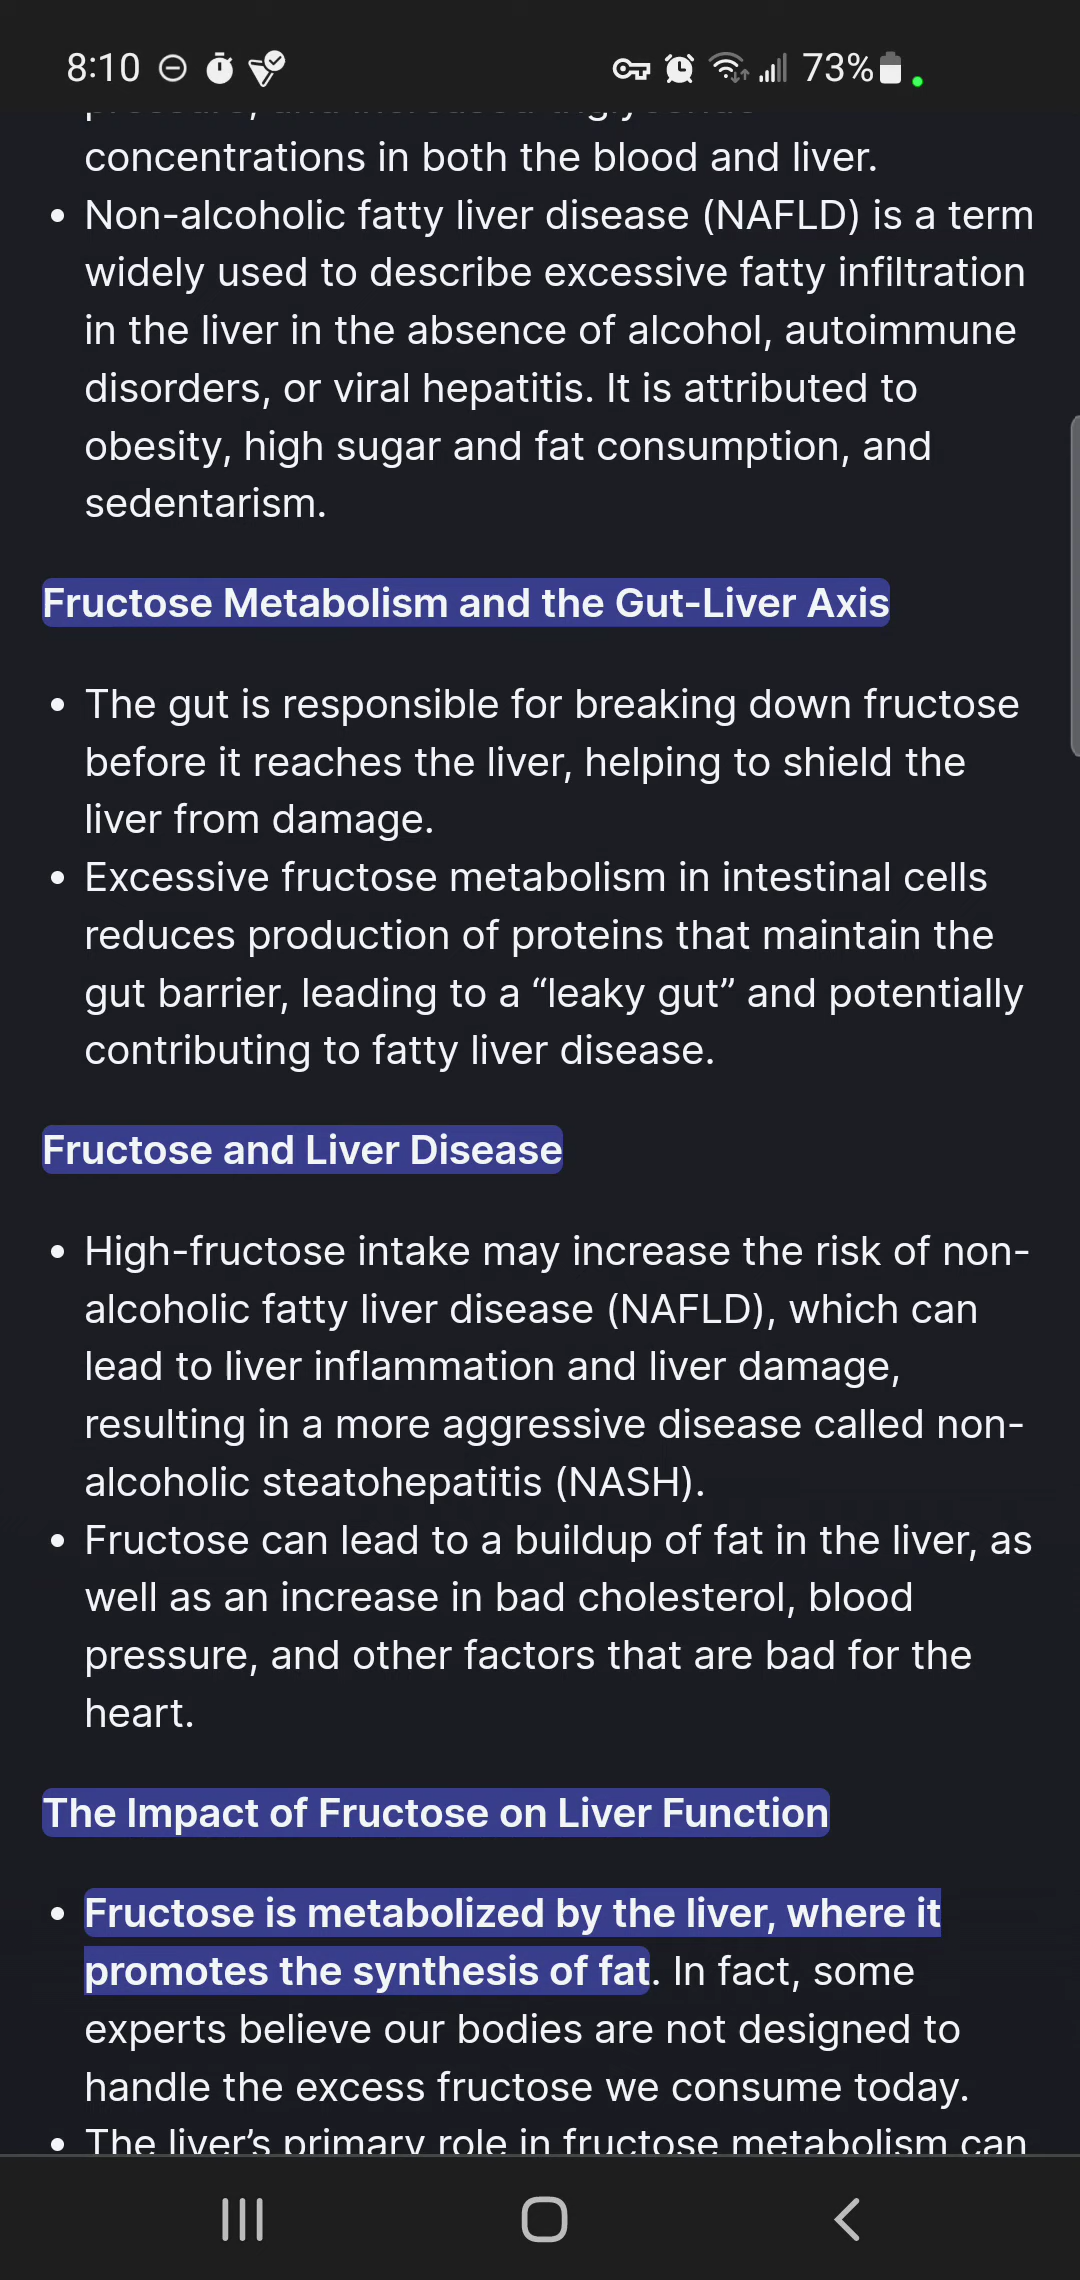 8:10
73%
concentrations in both the blood and liver.
• Non-alcoholic fatty liver disease (NAFLD) is a term
widely used to describe excessive fatty infiltration
in the liver in the absence of alcohol, autoimmune
disorders, or viral hepatitis. It is attributed to
obesity, high sugar and fat consumption, and
sedentarism.
Fructose Metabolism and the Gut-Liver Axis
• The gut is responsible for breaking down fructose
before it reaches the liver, helping to shield the
liver from damage.
• Excessive fructose metabolism in intestinal cells
reduces production of proteins that maintain the
gut barrier, leading to a “leaky gut” and potentially
contributing to fatty liver disease.
Fructose and Liver Disease
• High-fructose intake may increase the risk of non-
alcoholic fatty liver disease (NAFLD), which can
lead to liver inflammation and liver damage,
resulting in a more aggressive disease called non-
alcoholic steatohepatitis (NASH).
• Fructose can lead to a buildup of fat in the liver, as
well as an increase in bad cholesterol, blood
pressure, and other factors that are bad for the
heart.
The Impact of Fructose on Liver Function
• Fructose is metabolized by the liver, where it
promotes the synthesis of fat. In fact, some
experts believe our bodies are not designed to
handle the excess fructose we consume today.
• The liver’s primary role in fructose metabolism can